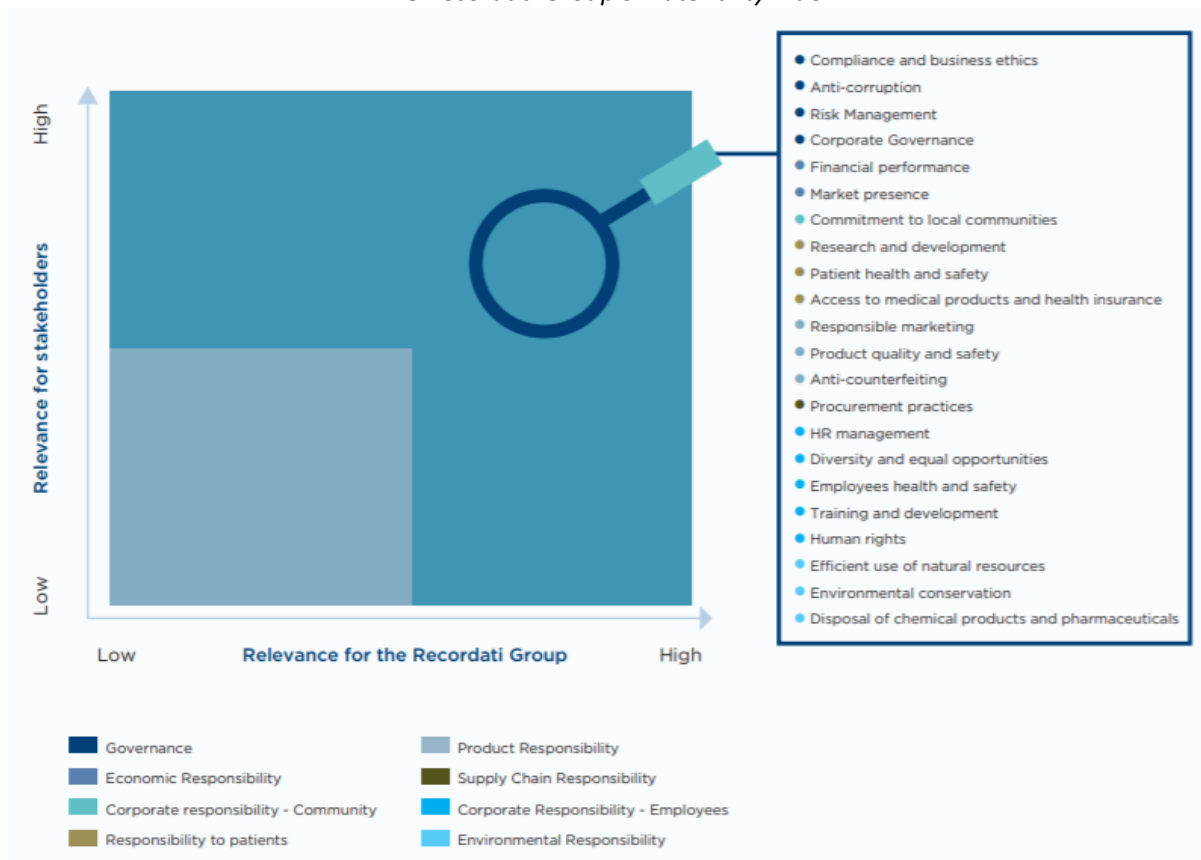 High
Relevance for stakeholders
Low
Low
Relevance for the Recordati Group
High
Compliance and business ethics
Anti-corruption
Risk Management
Corporate Governance
Financial performance
Market presence
Commitment to local communities
Research and development
Patient health and safety
Access to medical products and health insurance
Responsible marketing
Product quality and safety
Anti-counterfeiting
Procurement practices
HR management
Diversity and equal opportunities
Employees health and safety
Training and development
Human rights
Efficient use of natural resources
Environmental conservation
Disposal of chemical products and pharmaceuticals
Governance
Economic Responsibility
Corporate responsibility - Community
Responsibility to patients
Product Responsibility
Supply Chain Responsibility
Corporate Responsibility - Employees
Environmental Responsibility